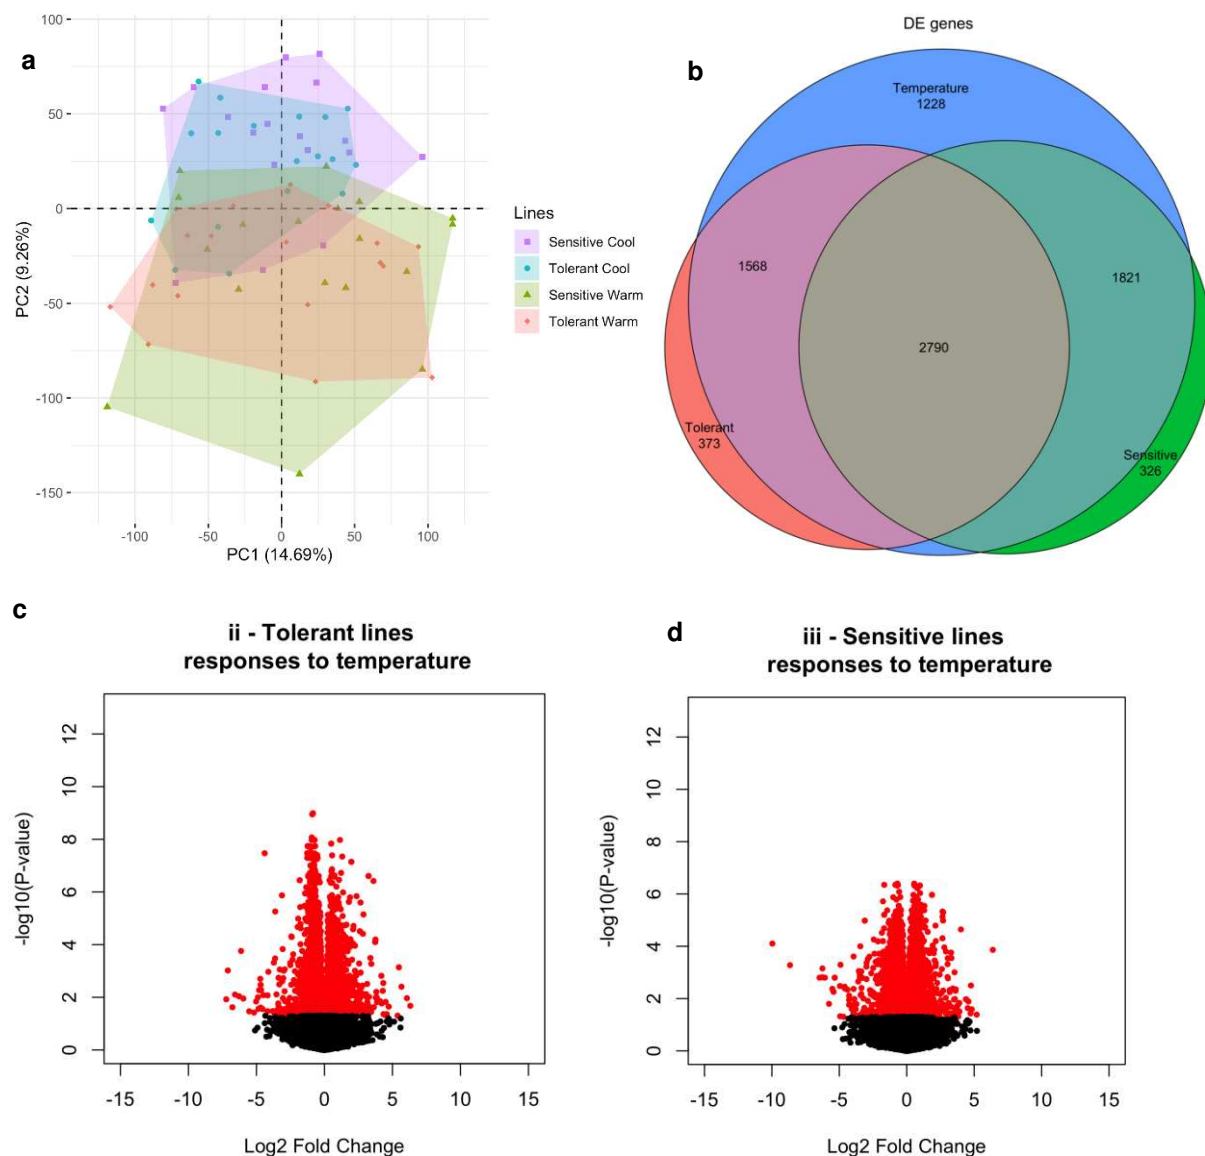 a
100
50
0
-50
-100
-150
-100
-50
0
50
100
PC2 (9.26%)
PC1 (14.69%)
Lines
Sensitive Cool
Tolerant Cool
Sensitive Warm
Tolerant Warm
b
DE genes
Temperature
1228
1568
1821
2790
Tolerant
373
Sensitive
326
c
ii - Tolerant lines
responses to temperature
12
10
8
6
4
2
0
-log10(P-value)
-15
-10
-5
0
5
10
15
Log2 Fold Change
d
iii - Sensitive lines
responses to temperature
12
10
8
6
4
2
0
-log10(P-value)
-15
-10
-5
0
5
10
15
Log2 Fold Change